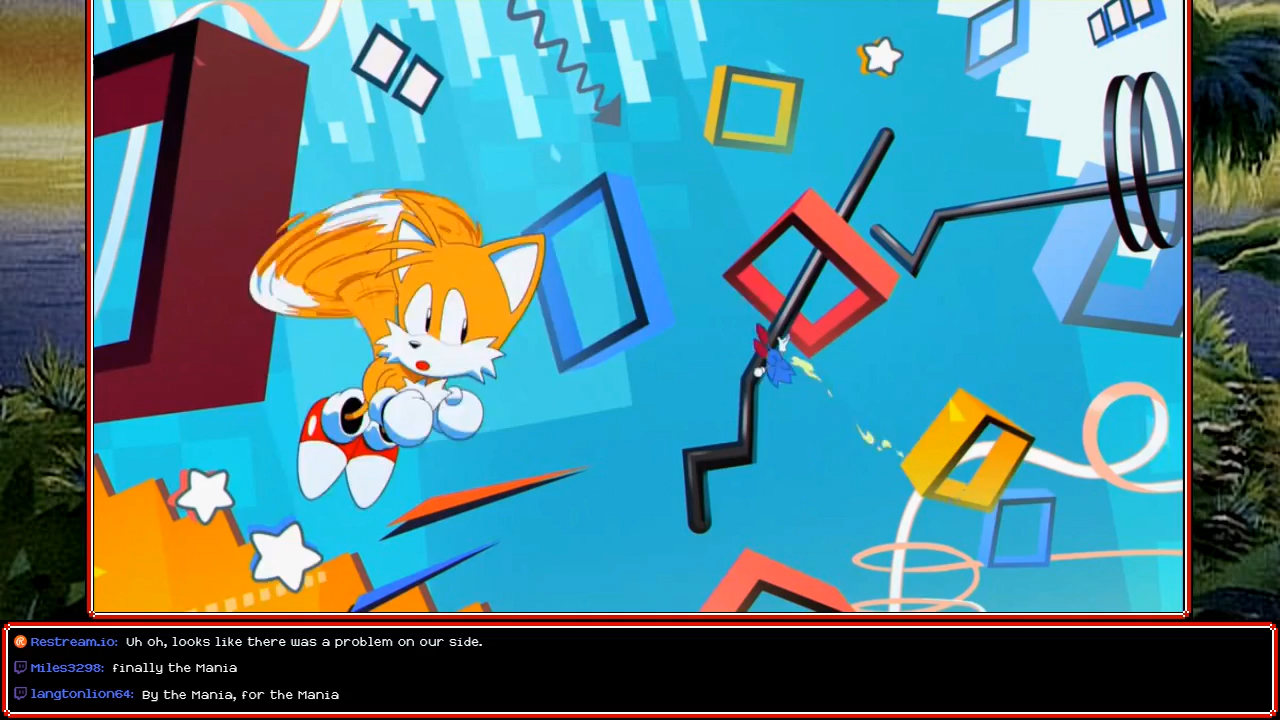 Restream.io: Uh oh, looks like there was a problem on our side.
Miles3298: finally the Mania
langtonlion64: By the Mania, for the Mania